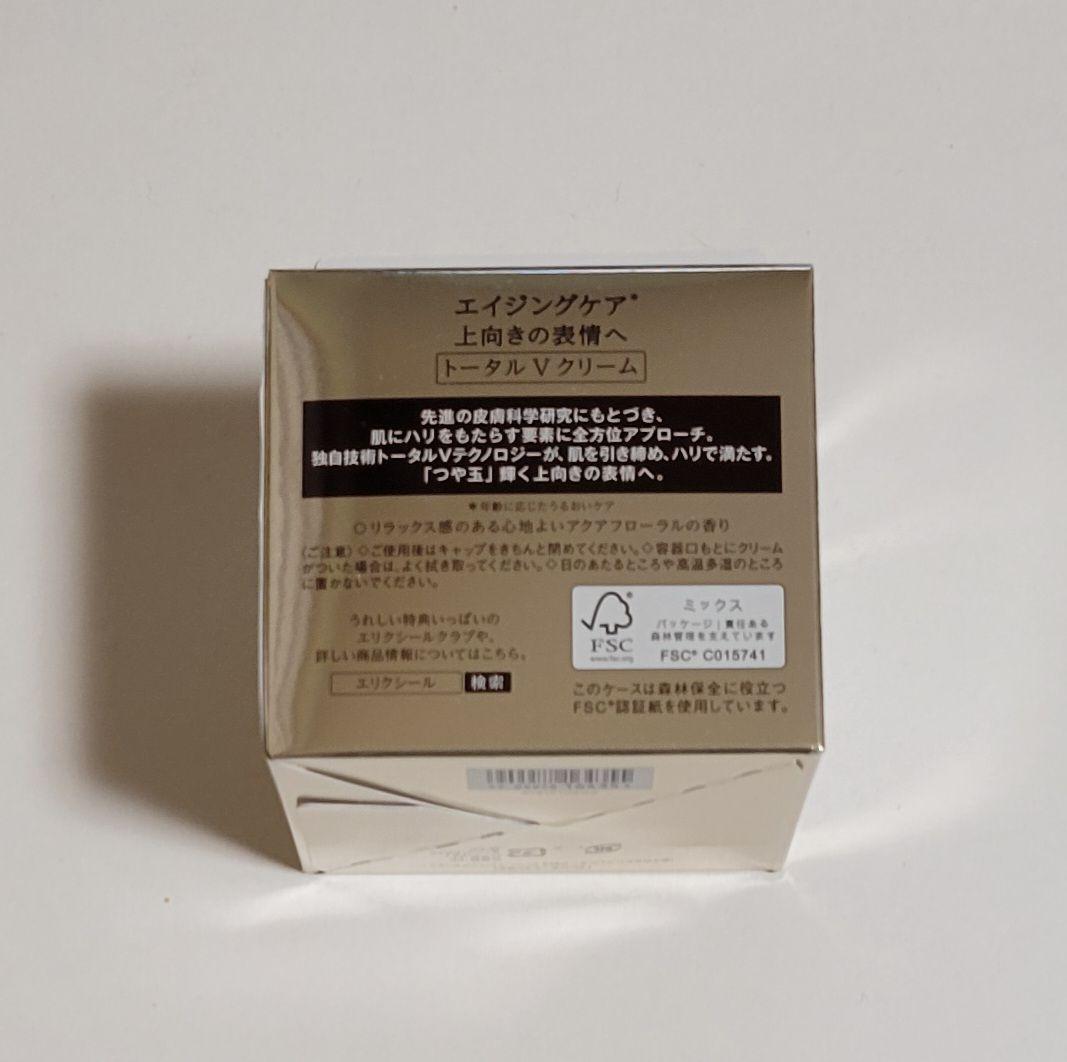 エイジングケア*
上向きの表情へ
トータル V クリーム
先進の皮膚科学研究にもとづき、
肌にハリをもたらす要素に全方位アプローチ。
独自技術トータルVテクノロジーが、肌を引き締め、ハリで満たす。
「つや玉」輝く上向きの表情へ。
*年齢に応じたうるおいケア
◇リラックス感のある心地よいアクアフローラルの香り
〈ご注意〉◇ご使用後はキャップをきちんと閉めてください。◇容器口もとにクリーム
がついた場合は、よく拭き取ってください。◇日のあたるところや高温多湿のところ
に置かないでください。
うれしい特典いっぱいの
エリクシールクラブや、
詳しい商品情報についてはこちら。
エリクシール 検索
FSC®
www.fsc.org
ミックス
パッケージ | 責任ある
森林管理を支えています
FSC® C015741
このケースは森林保全に役立つ
FSC®認証紙を使用しています。